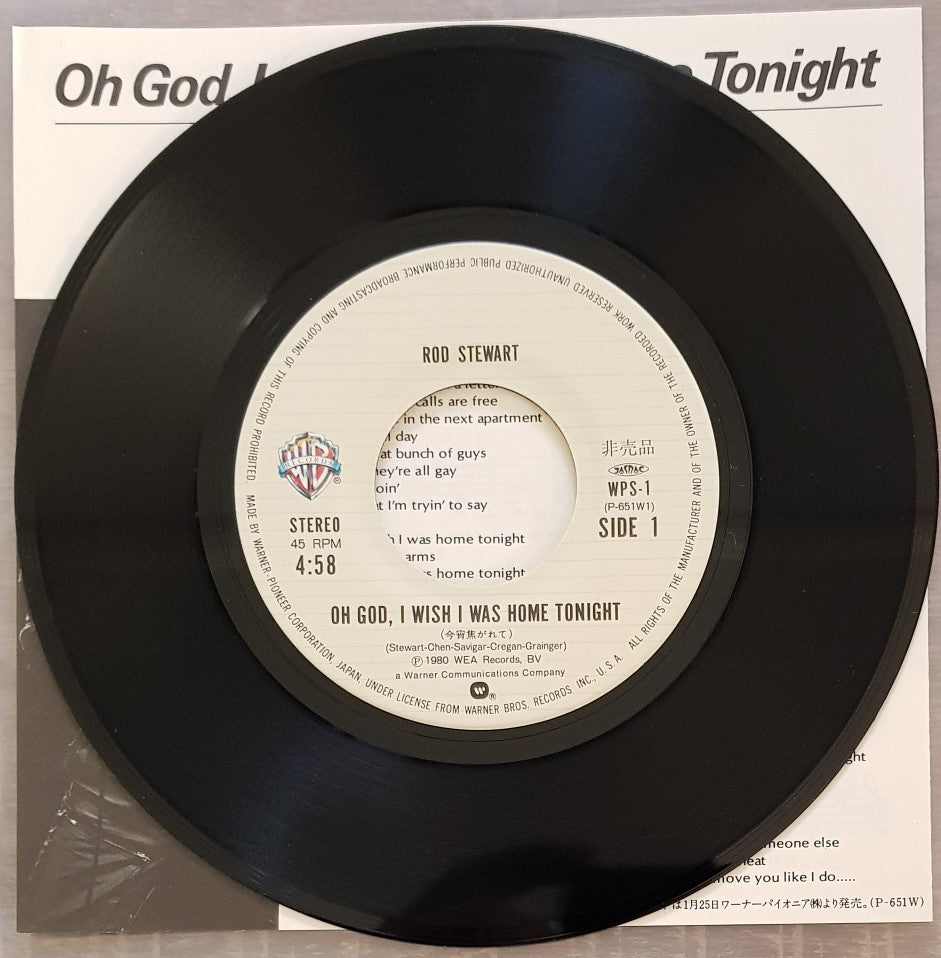 Oh God,
Tonight
ROD STEWART
WB
RECORDS
®
STEREO
45 RPM
4:58
非売品
JASRAC
WPS-1
(P-651W1)
SIDE 1
calls are free
in the next apartment
day
at bunch of guys
ey're all gay
oin'
t I'm tryin' to say
h I was home tonight
arms
s home tonight
OH GOD, I WISH I WAS HOME TONIGHT
(今宵焦がれて)
(Stewart-Chen-Savigar-Cregan-Grainger)
Ⓟ 1980 WEA Records, BV
a Warner Communications Company
®
MADE BY WARNER-PIONEER CORPORATION, JAPAN, UNDER LICENSE FROM WARNER BROS. RECORDS INC., U.S.A. ALL RIGHTS OF THE MANUFACTURER AND OF THE OWNER OF THE RECORDED WORK RESERVED UNAUTHORIZED PUBLIC PERFORMANCE BROADCASTING AND COPYING OF THIS RECORD PROHIBITED.
ght
meone else
eat
move you like I do.....
は1月25日ワーナーパイオニア㈱より発売。(P-651W)